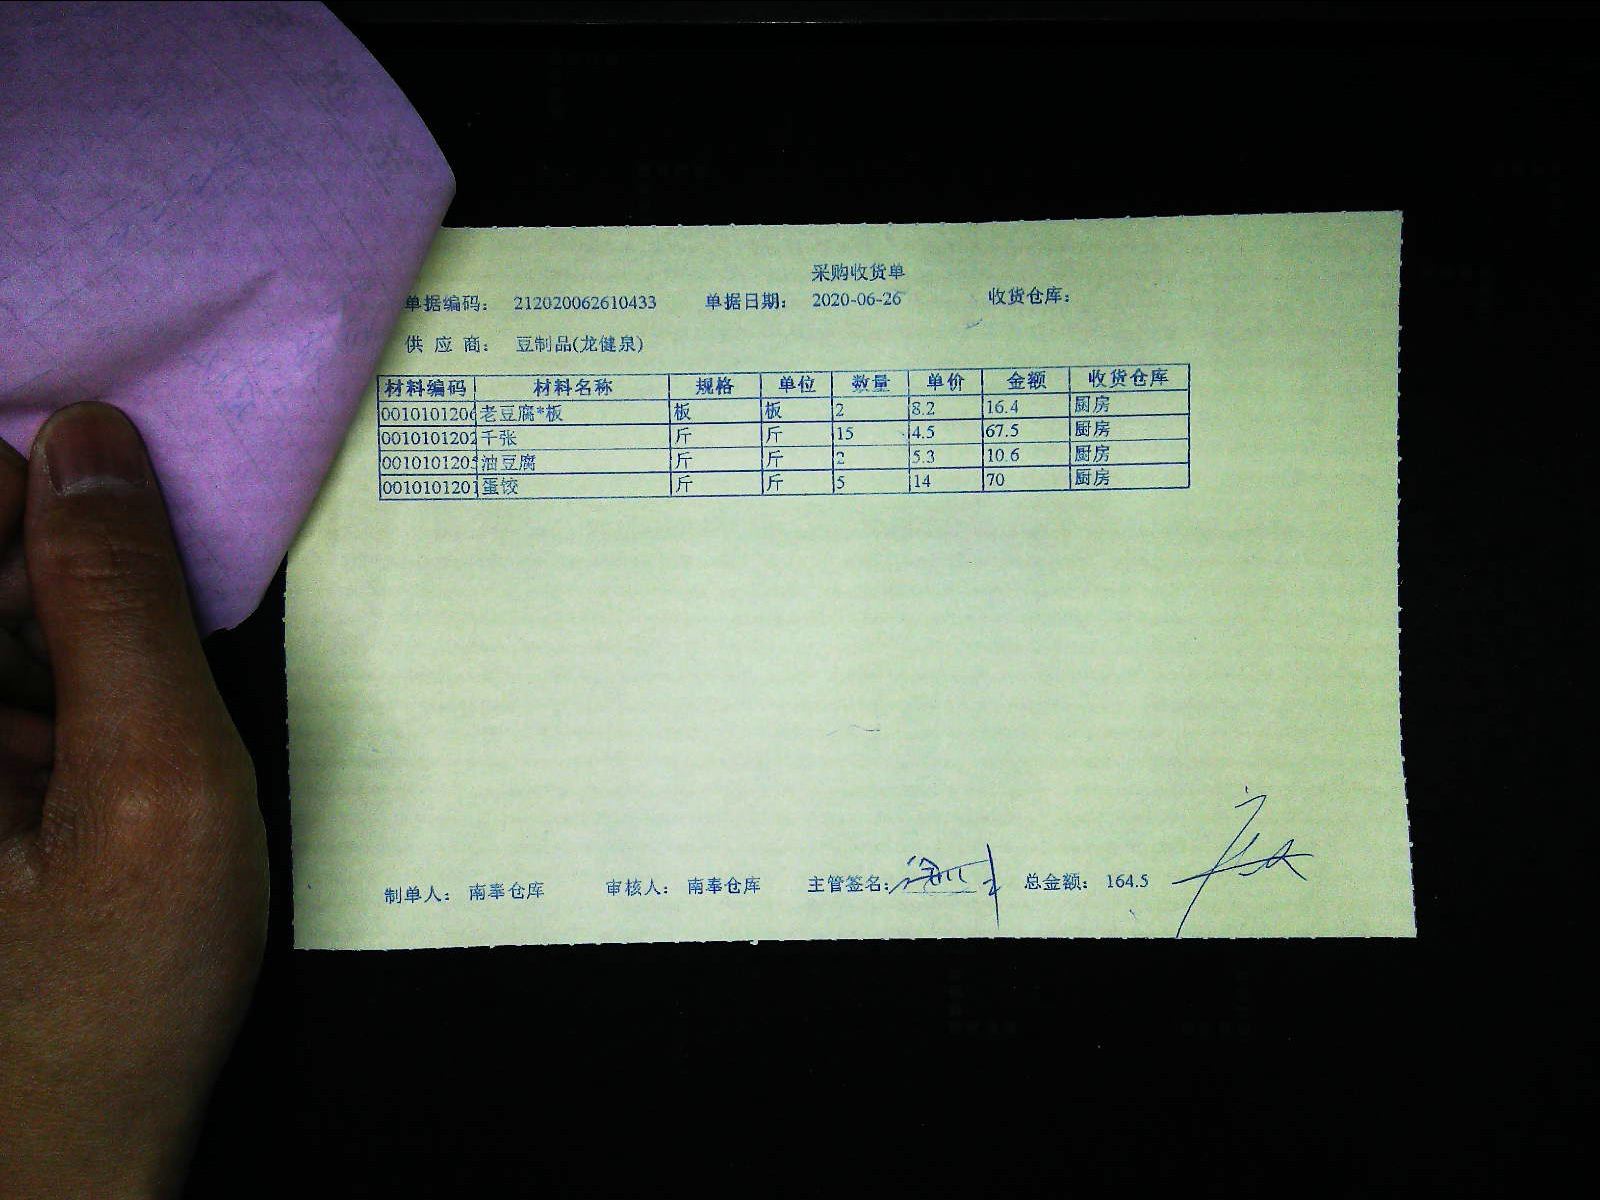 采购收货单
单据编码： 212020062610433 单据日期： 2020-06-26 收货仓库：
供 应 商： 豆制品(龙健泉)
材料编码 材料名称 规格 单位 数量 单价 金额 收货仓库
0010101206 老豆腐*板 板 板 2 8.2 16.4 厨房
0010101202 千张 斤 斤 15 4.5 67.5 厨房
0010101205 油豆腐 斤 斤 2 5.3 10.6 厨房
0010101201 蛋饺 斤 斤 5 14 70 厨房
制单人： 南奉仓库 审核人： 南奉仓库 主管签名： 总金额： 164.5